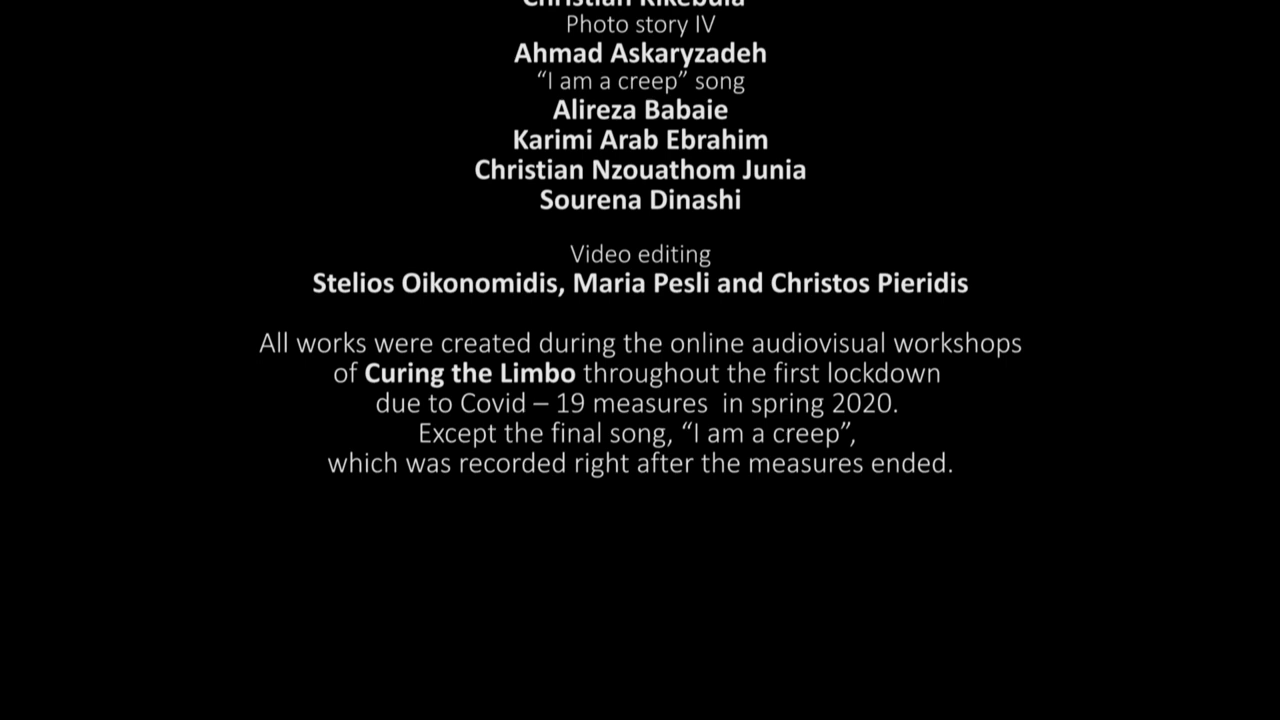 Photo story IV
Ahmad Askaryzadeh
“I am a creep” song
Alireza Babaie
Karimi Arab Ebrahim
Christian Nzouathom Junia
Sourena Dinashi
Video editing
Stelios Oikonomidis, Maria Pesli and Christos Pieridis
All works were created during the online audiovisual workshops
of Curing the Limbo throughout the first lockdown
due to Covid – 19 measures  in spring 2020.
Except the final song, “I am a creep”,
which was recorded right after the measures ended.